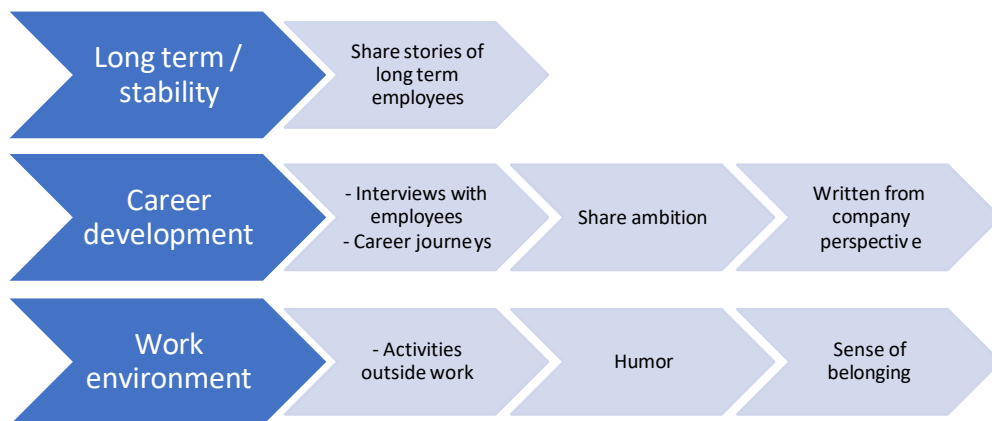 Long term /
stability
Share stories of
long term
employees
Career
development
- Interviews with
employees
- Career journeys
Share ambition
Written from
company
perspective
Work
environment
- Activities
outside work
Humor
Sense of
belonging